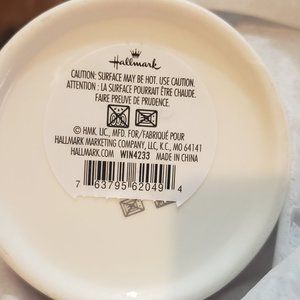 Hallmark
CAUTION: SURFACE MAY BE HOT. USE CAUTION.
ATTENTION : LA SURFACE POURRAIT ÊTRE CHAUDE.
FAIRE PREUVE DE PRUDENCE.
© HMK. LIC., MFD. FOR/FABRIQUÉ POUR
HALLMARK MARKETING COMPANY, LLC, K.C., MO 64141
HALLMARK.COM WIN4233 MADE IN CHINA
7 63795 62049 4